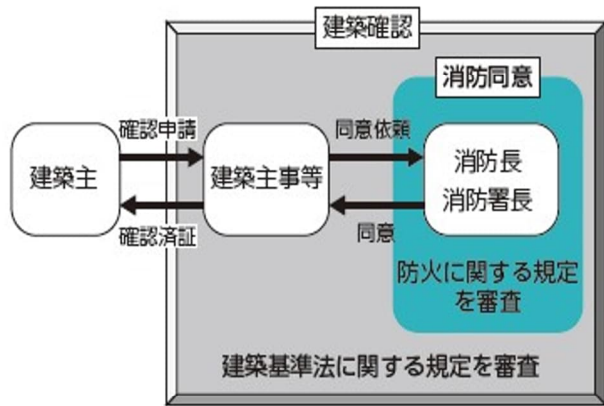 建築確認
消防同意
確認申請
同意依頼
建築主
建築主事等
消防長
消防署長
確認済証
同意
防火に関する規定
を審査
建築基準法に関する規定を審査